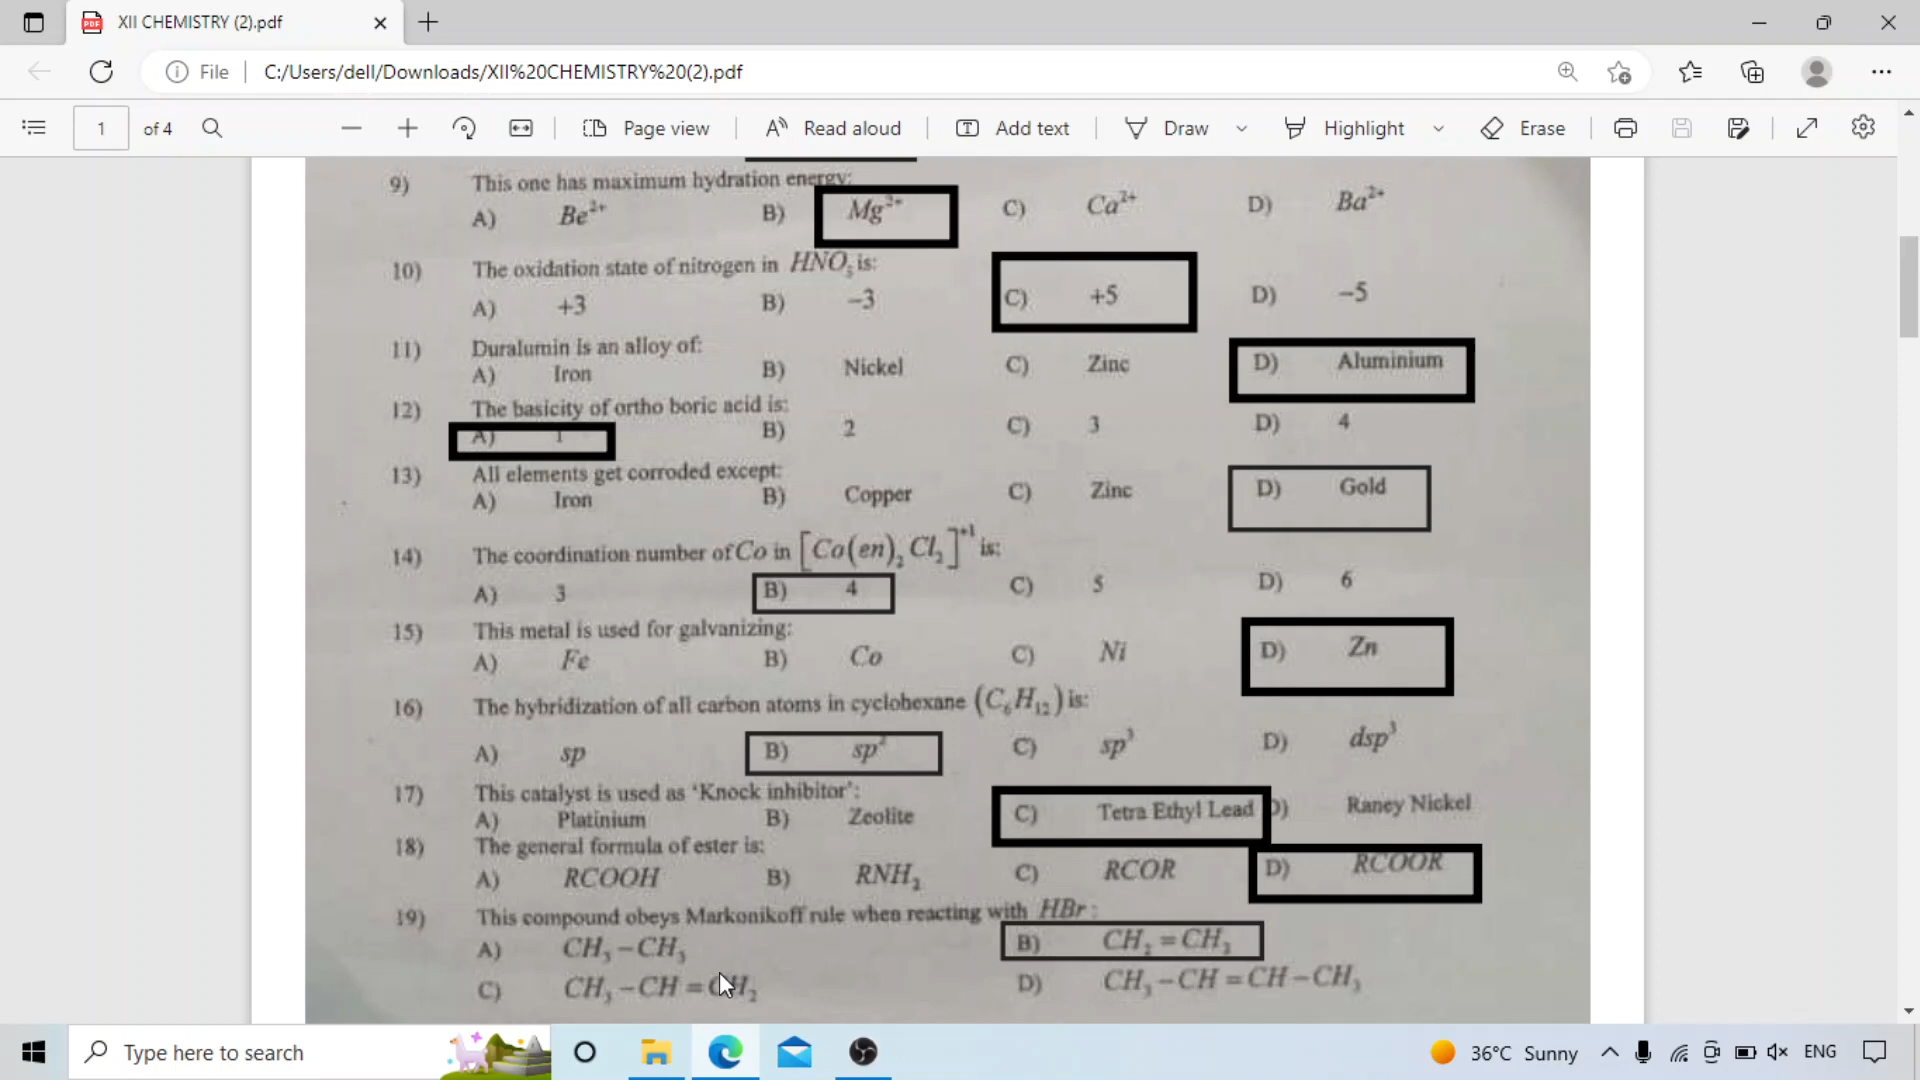 XII CHEMISTRY (2).pdf
File C:/Users/dell/Downloads/XII%20CHEMISTRY%20(2).pdf
1 of 4 Page view Read aloud Add text Draw Highlight Erase
9) This one has maximum hydration energy:
A) Be²⁺ B) Mg²⁺ C) Ca²⁺ D) Ba²⁺
10) The oxidation state of nitrogen in HNO₃ is:
A) +3 B) −3 C) +5 D) −5
11) Duralumin is an alloy of:
A) Iron B) Nickel C) Zinc D) Aluminium
12) The basicity of ortho boric acid is:
A) 1 B) 2 C) 3 D) 4
13) All elements get corroded except:
A) Iron B) Copper C) Zinc D) Gold
14) The coordination number of Co in [Co(en)₂ Cl₂]⁺¹ is:
A) 3 B) 4 C) 5 D) 6
15) This metal is used for galvanizing:
A) Fe B) Co C) Ni D) Zn
16) The hybridization of all carbon atoms in cyclohexane (C₆H₁₂) is:
A) sp B) sp² C) sp³ D) dsp³
17) This catalyst is used as 'Knock inhibitor':
A) Platinium B) Zeolite C) Tetra Ethyl Lead D) Raney Nickel
18) The general formula of ester is:
A) RCOOH B) RNH₂ C) RCOR D) RCOOR
19) This compound obeys Markonikoff rule when reacting with HBr :
A) CH₃ − CH₃ B) CH₂ = CH₂
C) CH₃ − CH = CH₂ D) CH₃ − CH = CH − CH₃
Type here to search 36°C Sunny ENG